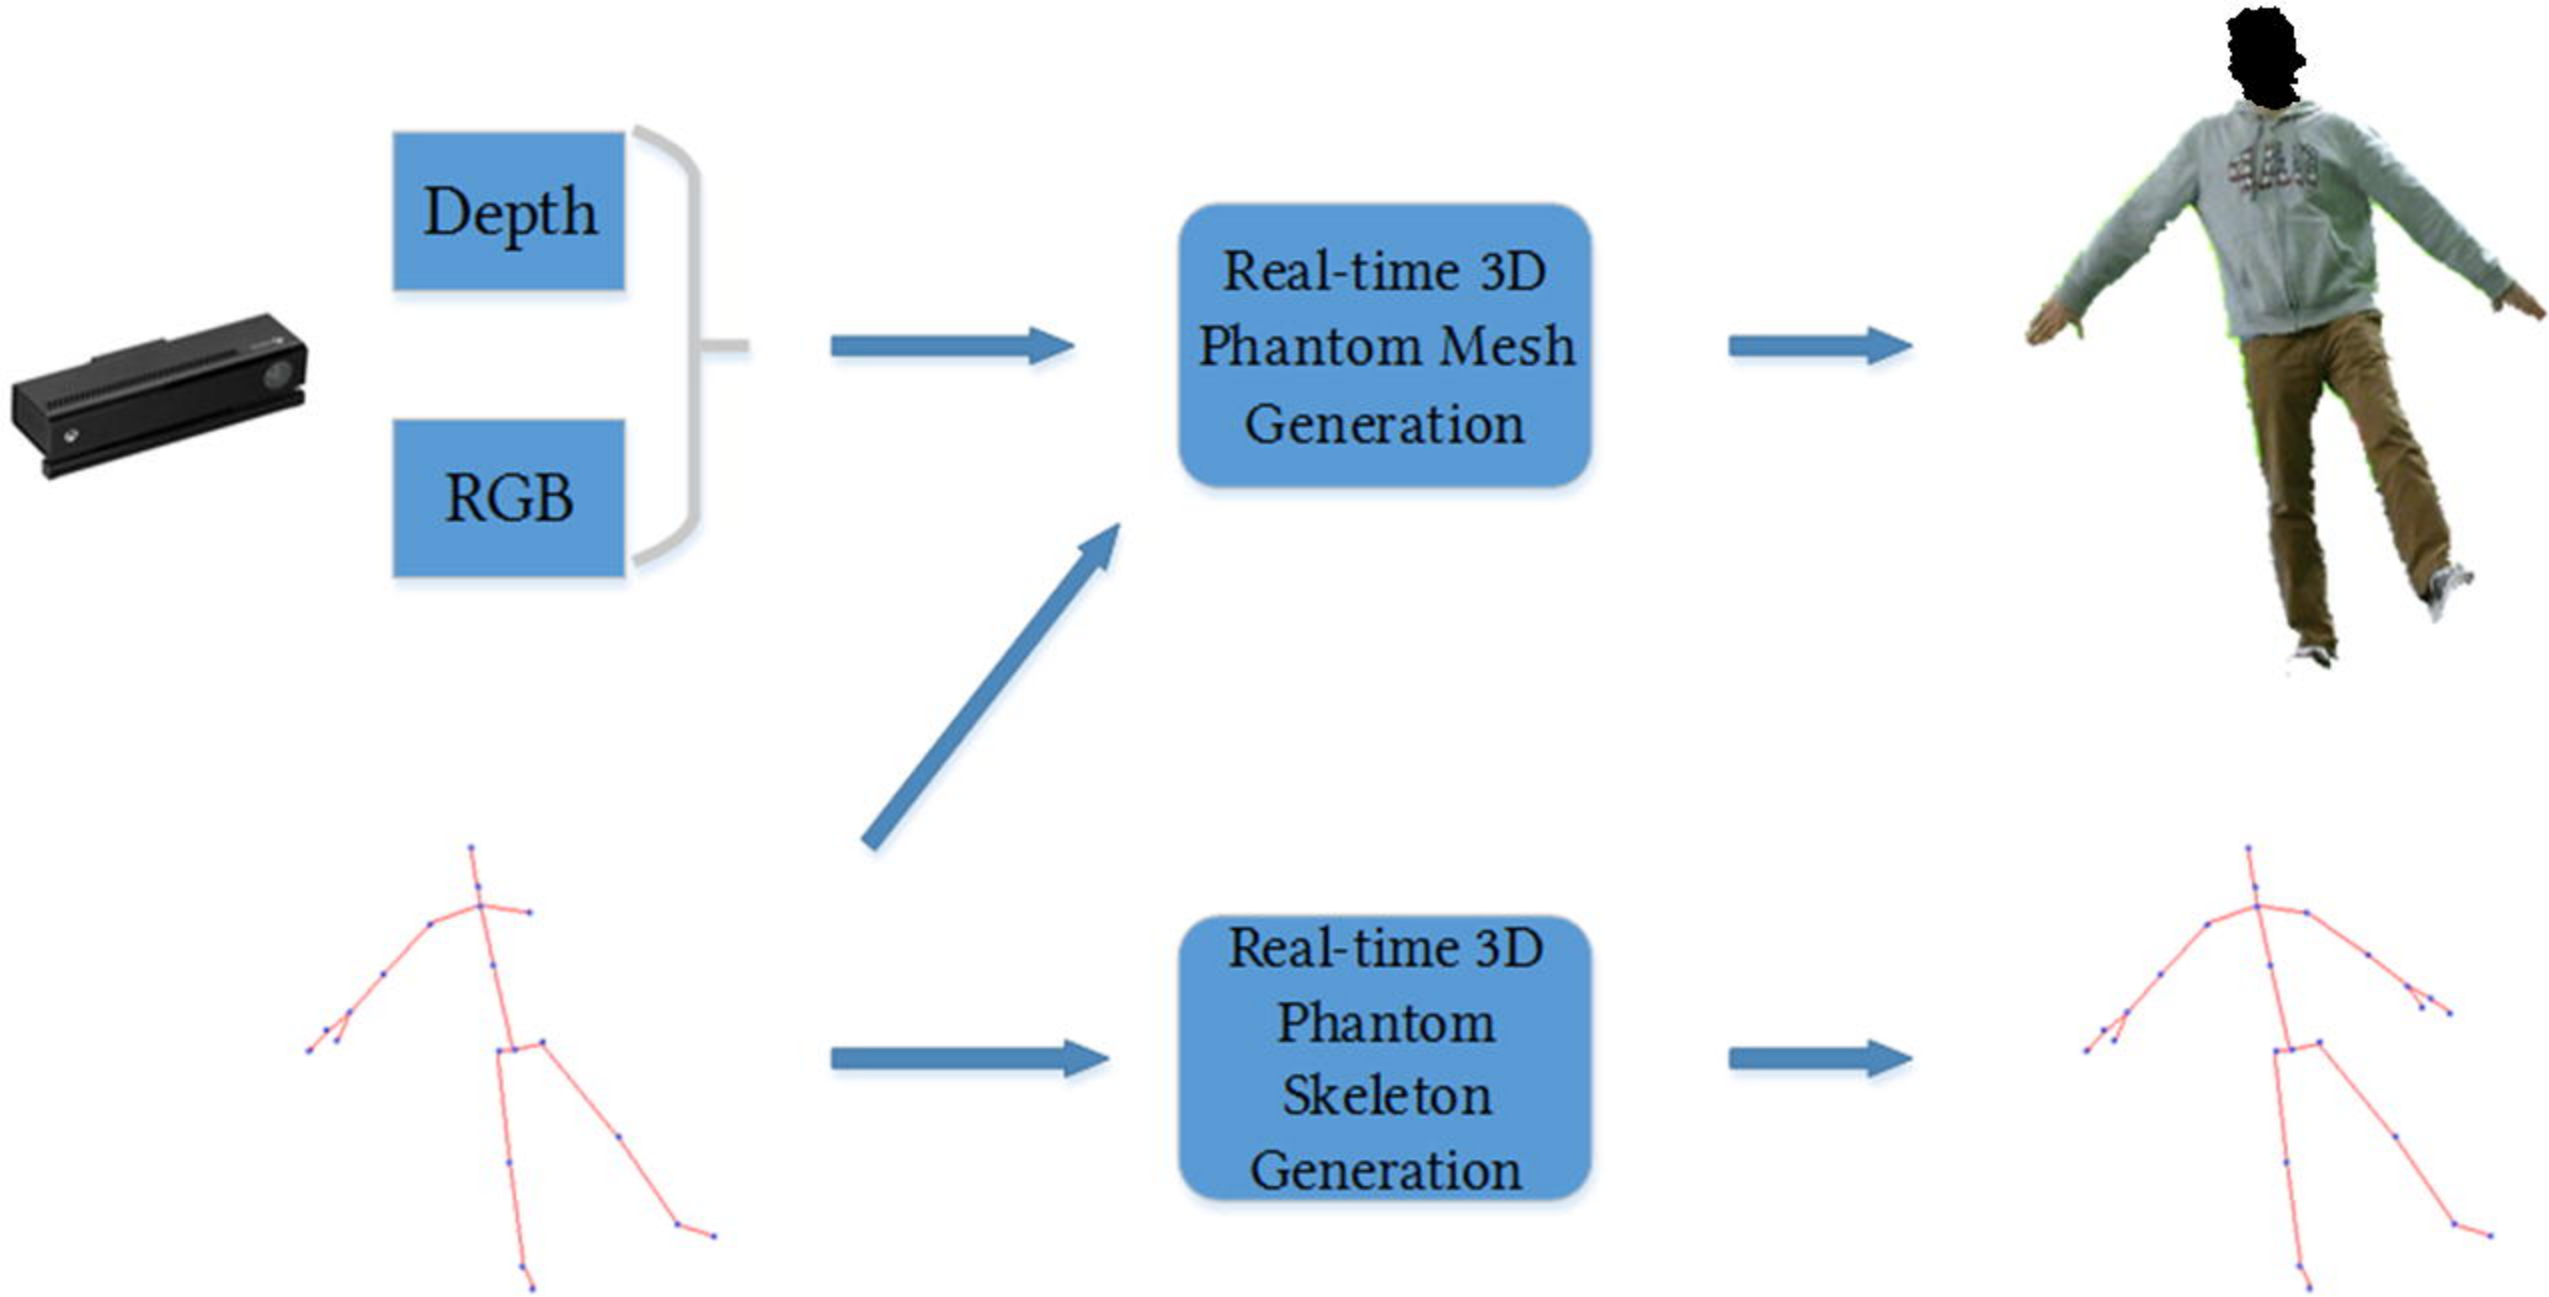 Depth
RGB
Real-time 3D
Phantom Mesh
Generation
Real-time 3D
Phantom
Skeleton
Generation